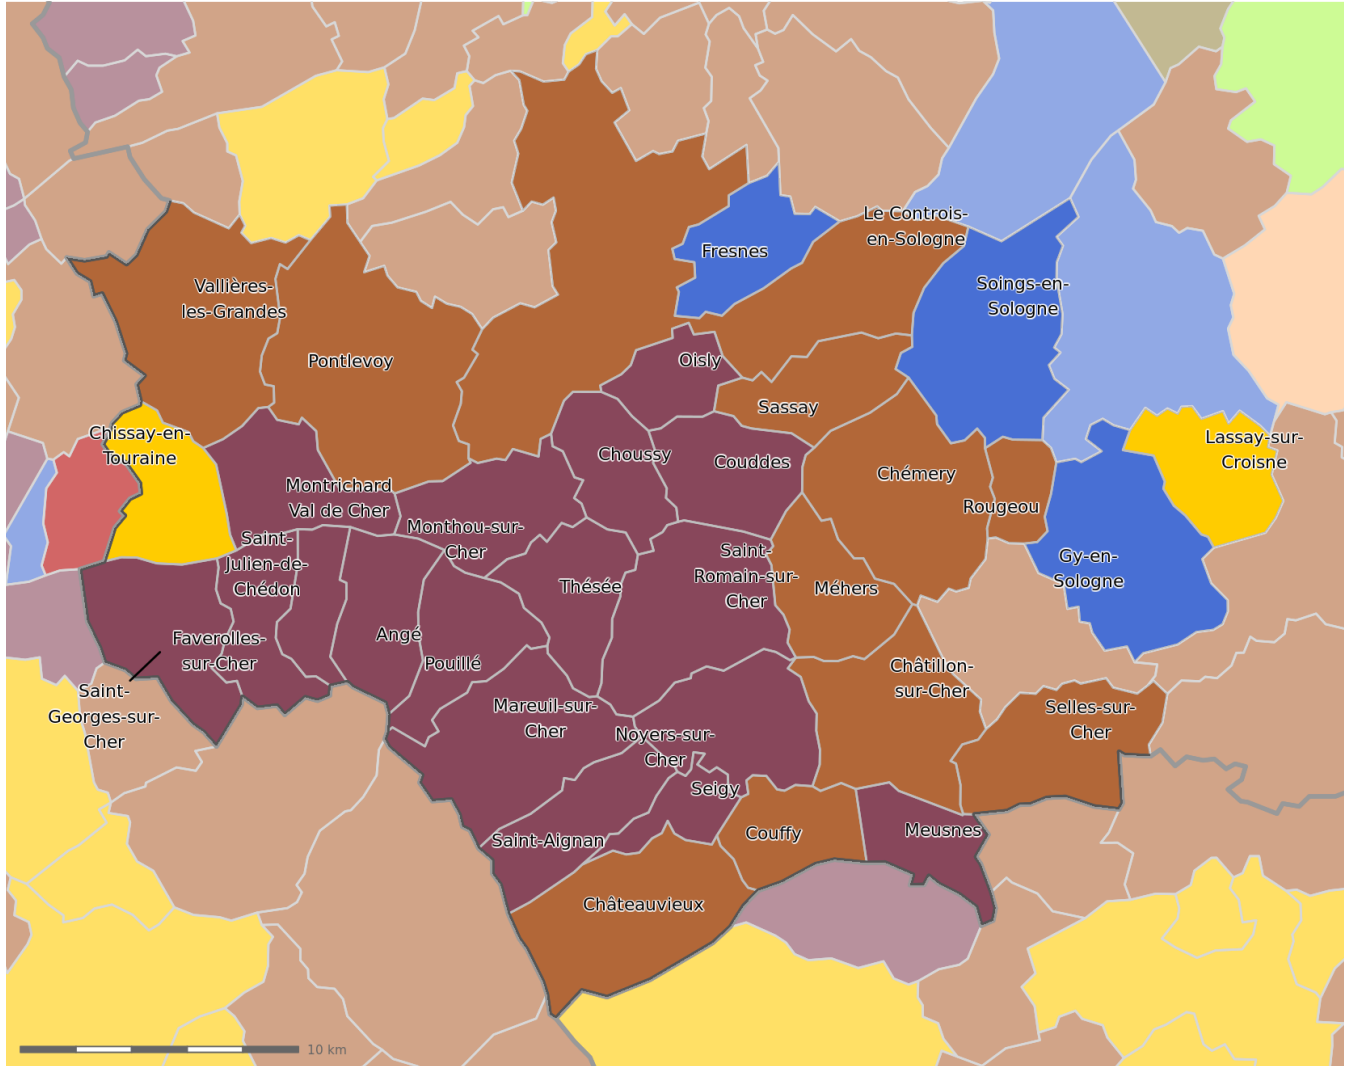 Le Controis-
en-Sologne
Fresnes
Vallières-
les-Grandes
Soings-en-
Sologne
Pontlevoy
Oisly
Sassay
Chissay-en-
Touraine
Lassay-sur-
Croisne
Choussy
Couddes
Chémery
Montrichard
Val de Cher
Rougeou
Monthou-sur-
Cher
Saint-
Julien-de-
Chédon
Saint-
Romain-sur-
Cher
Gy-en-
Sologne
Thésée
Méhers
Angé
Faverolles-
sur-Cher
Pouillé
Châtillon-
sur-Cher
Saint-
Georges-sur-
Cher
Mareuil-sur-
Cher
Selles-sur-
Cher
Noyers-sur-
Cher
Seigy
Saint-Aignan
Couffy
Meusnes
Châteauvieux
10 km